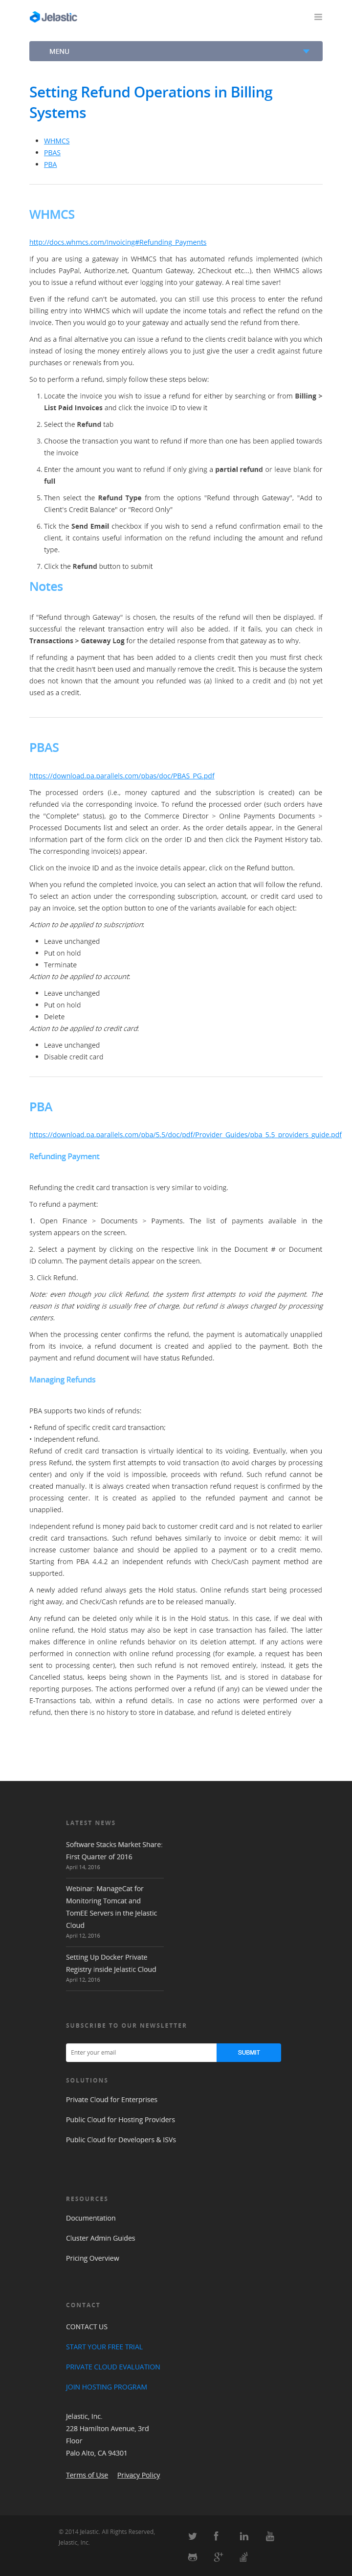 Jelastic
MENU
Setting Refund Operations in Billing
Systems
WHMCS
PBAS
PBA
WHMCS
http://docs.whmcs.com/Invoicing#Refunding_Payments
If you are using a gateway in WHMCS that has automated refunds implemented (which
includes PayPal, Authorize.net, Quantum Gateway, 2Checkout etc...), then WHMCS allows
you to issue a refund without ever logging into your gateway. A real time saver!
Even if the refund can't be automated, you can still use this process to enter the refund
billing entry into WHMCS which will update the income totals and reflect the refund on the
invoice. Then you would go to your gateway and actually send the refund from there.
And as a final alternative you can issue a refund to the clients credit balance with you which
instead of losing the money entirely allows you to just give the user a credit against future
purchases or renewals from you.
So to perform a refund, simply follow these steps below:
1. Locate the invoice you wish to issue a refund for either by searching or from Billing >
List Paid Invoices and click the invoice ID to view it
2. Select the Refund tab
3. Choose the transaction you want to refund if more than one has been applied towards
the invoice
4. Enter the amount you want to refund if only giving a partial refund or leave blank for
full
5. Then select the Refund Type from the options "Refund through Gateway", "Add to
Client's Credit Balance" or "Record Only"
6. Tick the Send Email checkbox if you wish to send a refund confirmation email to the
client, it contains useful information on the refund including the amount and refund
type.
7. Click the Refund button to submit
Notes
If "Refund through Gateway" is chosen, the results of the refund will then be displayed. If
successful the relevant transaction entry will also be added. If it fails, you can check in
Transactions > Gateway Log for the detailed response from that gateway as to why.
If refunding a payment that has been added to a clients credit then you must first check
that the credit hasn't been used and manually remove the credit. This is because the system
does not known that the amount you refunded was (a) linked to a credit and (b) not yet
used as a credit.
PBAS
https://download.pa.parallels.com/pbas/doc/PBAS_PG.pdf
The processed orders (i.e., money captured and the subscription is created) can be
refunded via the corresponding invoice. To refund the processed order (such orders have
the "Complete" status), go to the Commerce Director > Online Payments Documents >
Processed Documents list and select an order. As the order details appear, in the General
information part of the form click on the order ID and then click the Payment History tab.
The corresponding invoice(s) appear.
Click on the invoice ID and as the invoice details appear, click on the Refund button.
When you refund the completed invoice, you can select an action that will follow the refund.
To select an action under the corresponding subscription, account, or credit card used to
pay an invoice, set the option button to one of the variants available for each object:
Action to be applied to subscription:
Leave unchanged
Put on hold
Terminate
Action to be applied to account:
Leave unchanged
Put on hold
Delete
Action to be applied to credit card:
Leave unchanged
Disable credit card
PBA
https://download.pa.parallels.com/pba/5.5/doc/pdf/Provider_Guides/pba_5.5_providers_guide.pdf
Refunding Payment
Refunding the credit card transaction is very similar to voiding.
To refund a payment:
1. Open Finance > Documents > Payments. The list of payments available in the
system appears on the screen.
2. Select a payment by clicking on the respective link in the Document # or Document
ID column. The payment details appear on the screen.
3. Click Refund.
Note: even though you click Refund, the system first attempts to void the payment. The
reason is that voiding is usually free of charge, but refund is always charged by processing
centers.
When the processing center confirms the refund, the payment is automatically unapplied
from its invoice, a refund document is created and applied to the payment. Both the
payment and refund document will have status Refunded.
Managing Refunds
PBA supports two kinds of refunds:
• Refund of specific credit card transaction;
• Independent refund.
Refund of credit card transaction is virtually identical to its voiding. Eventually, when you
press Refund, the system first attempts to void transaction (to avoid charges by processing
center) and only if the void is impossible, proceeds with refund. Such refund cannot be
created manually. It is always created when transaction refund request is confirmed by the
processing center. It is created as applied to the refunded payment and cannot be
unapplied.
Independent refund is money paid back to customer credit card and is not related to earlier
credit card transactions. Such refund behaves similarly to invoice or debit memo: it will
increase customer balance and should be applied to a payment or to a credit memo.
Starting from PBA 4.4.2 an independent refunds with Check/Cash payment method are
supported.
A newly added refund always gets the Hold status. Online refunds start being processed
right away, and Check/Cash refunds are to be released manually.
Any refund can be deleted only while it is in the Hold status. In this case, if we deal with
online refund, the Hold status may also be kept in case transaction has failed. The latter
makes difference in online refunds behavior on its deletion attempt. If any actions were
performed in connection with online refund processing (for example, a request has been
sent to processing center), then such refund is not removed entirely, instead, it gets the
Cancelled status, keeps being shown in the Payments list, and is stored in database for
reporting purposes. The actions performed over a refund (if any) can be viewed under the
E-Transactions tab, within a refund details. In case no actions were performed over a
refund, then there is no history to store in database, and refund is deleted entirely
LATEST NEWS
Software Stacks Market Share:
First Quarter of 2016
April 14, 2016
Webinar: ManageCat for
Monitoring Tomcat and
TomEE Servers in the Jelastic
Cloud
April 12, 2016
Setting Up Docker Private
Registry inside Jelastic Cloud
April 12, 2016
SUBSCRIBE TO OUR NEWSLETTER
Enter your email
SUBMIT
SOLUTIONS
Private Cloud for Enterprises
Public Cloud for Hosting Providers
Public Cloud for Developers & ISVs
RESOURCES
Documentation
Cluster Admin Guides
Pricing Overview
CONTACT
CONTACT US
START YOUR FREE TRIAL
PRIVATE CLOUD EVALUATION
JOIN HOSTING PROGRAM
Jelastic, Inc.
228 Hamilton Avenue, 3rd
Floor
Palo Alto, CA 94301
Terms of Use Privacy Policy
© 2014 Jelastic. All Rights Reserved,
Jelastic, Inc.